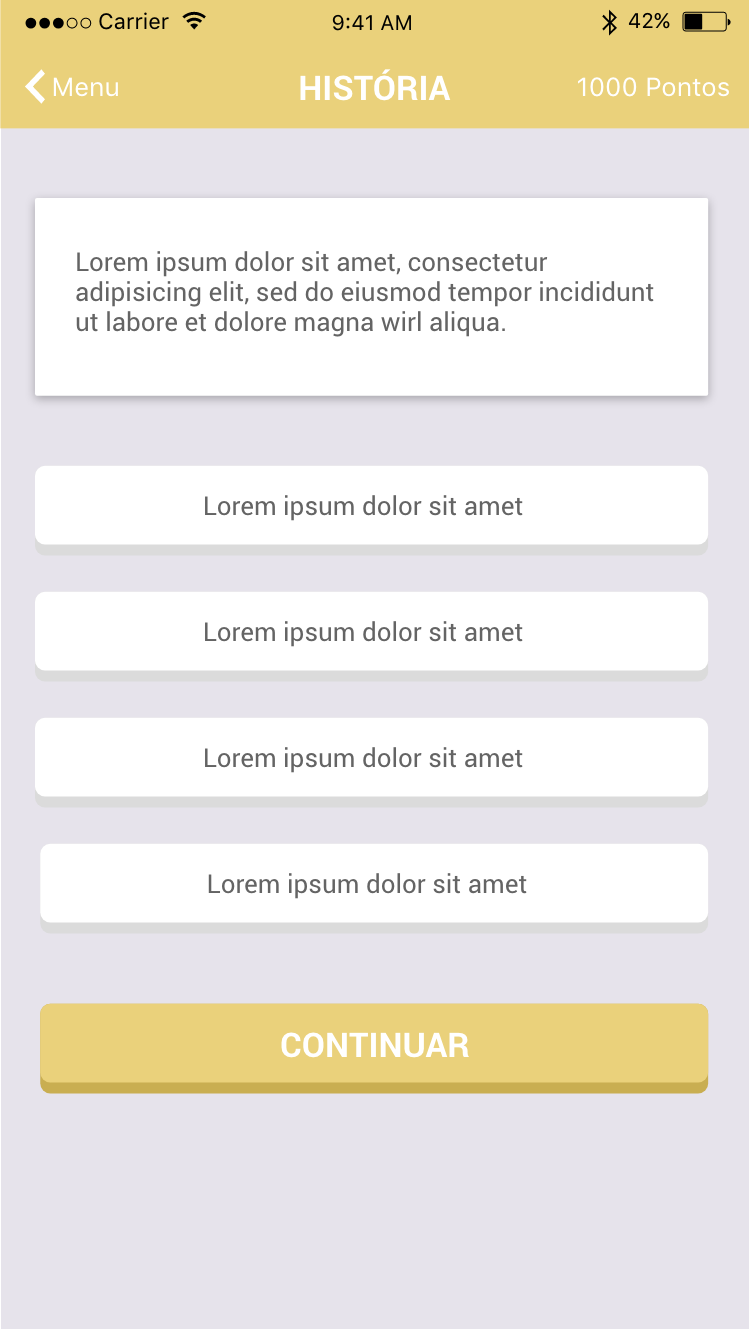 Carrier 9:41 AM 42%
Menu HISTÓRIA 1000 Pontos
Lorem ipsum dolor sit amet, consectetur
adipisicing elit, sed do eiusmod tempor incididunt
ut labore et dolore magna wirl aliqua.
Lorem ipsum dolor sit amet
Lorem ipsum dolor sit amet
Lorem ipsum dolor sit amet
Lorem ipsum dolor sit amet
CONTINUAR